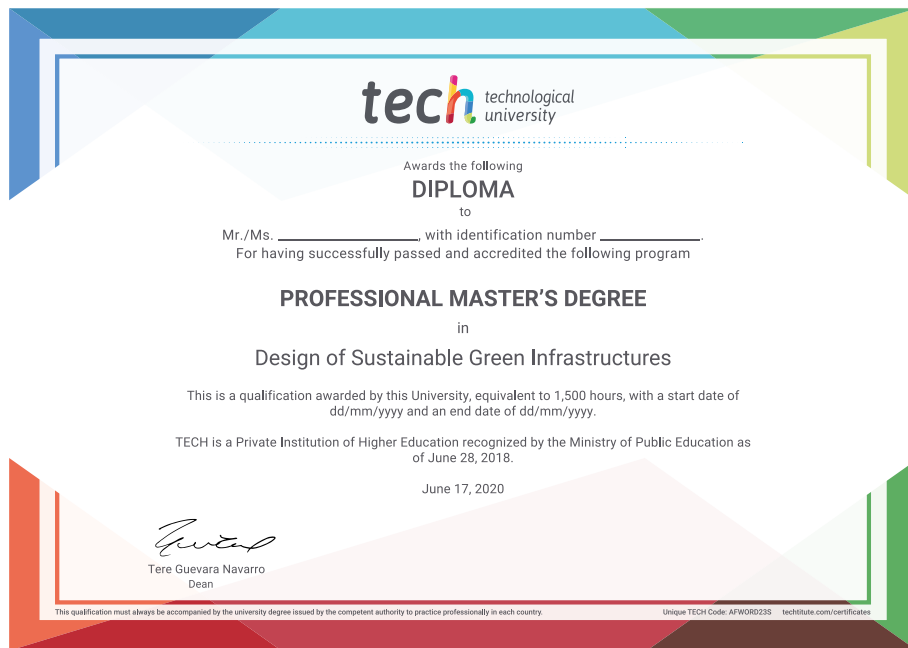 tech technological
university
Awards the following
DIPLOMA
to
Mr./Ms. ____________________, with identification number ______________.
For having successfully passed and accredited the following program
PROFESSIONAL MASTER'S DEGREE
in
Design of Sustainable Green Infrastructures
This is a qualification awarded by this University, equivalent to 1,500 hours, with a start date of
dd/mm/yyyy and an end date of dd/mm/yyyy.
TECH is a Private Institution of Higher Education recognized by the Ministry of Public Education as
of June 28, 2018.
June 17, 2020
Tere Guevara Navarro
Dean
This qualification must always be accompanied by the university degree issued by the competent authority to practice professionally in each country.
Unique TECH Code: AFWORD23S techtitute.com/certificates